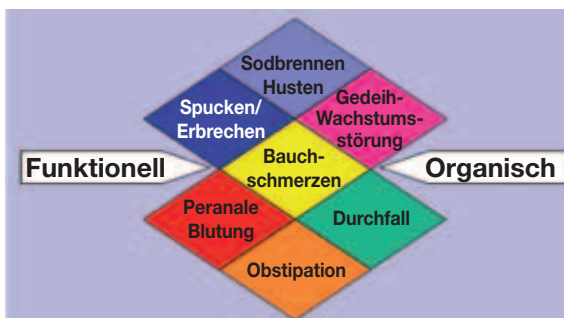 Sodbrennen
Husten
Spucken/
Erbrechen
Gedeih-
Wachstums-
störung
Funktionell
Bauch-
schmerzen
Organisch
Peranale
Blutung
Durchfall
Obstipation